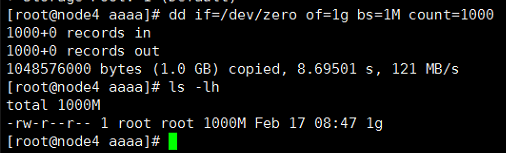 [root@node4 aaaa]# dd if=/dev/zero of=1g bs=1M count=1000
1000+0 records in
1000+0 records out
1048576000 bytes (1.0 GB) copied, 8.69501 s, 121 MB/s
[root@node4 aaaa]# ls -lh
total 1000M
-rw-r--r-- 1 root root 1000M Feb 17 08:47 1g
[root@node4 aaaa]#